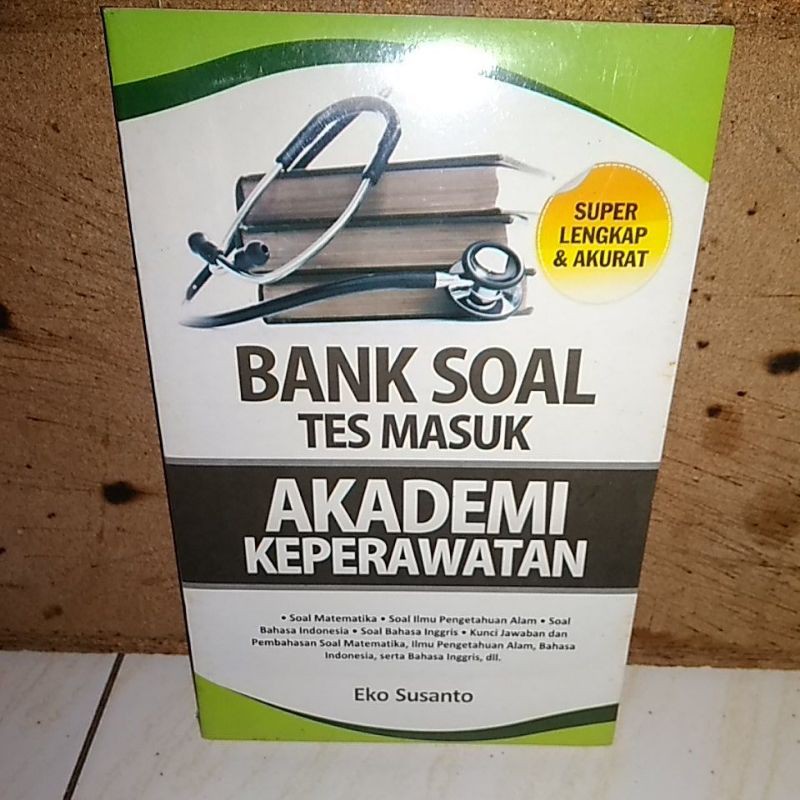 SUPER
LENGKAP
& AKURAT
BANK SOAL
TES MASUK
AKADEMI
KEPERAWATAN
• Soal Matematika • Soal Ilmu Pengetahuan Alam • Soal
Bahasa Indonesia • Soal Bahasa Inggris • Kunci Jawaban dan
Pembahasan Soal Matematika, Ilmu Pengetahuan Alam, Bahasa
Indonesia, serta Bahasa Inggris, dll.
Eko Susanto